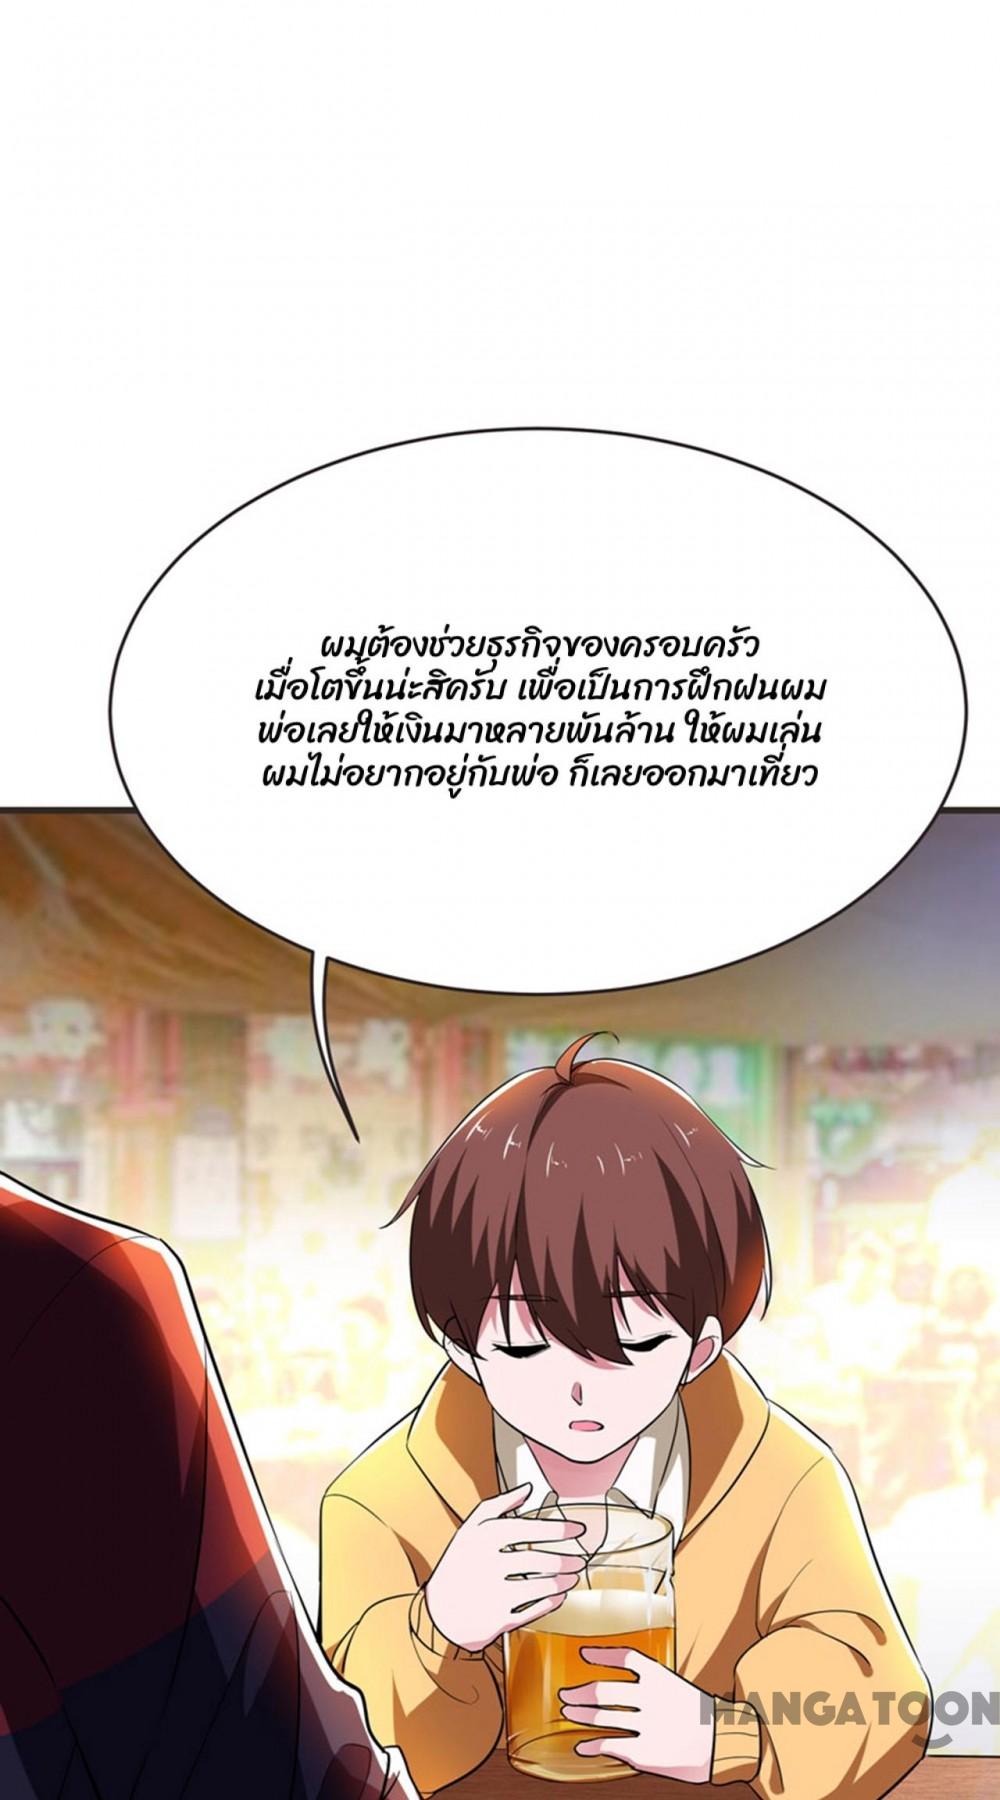 ผมต้องช่วยธุรกิจของครอบครัว
เมื่อโตขึ้นน่ะสิครับ เพื่อเป็นการฝึกฝนผม
พ่อเลยให้เงินมาหลายพันล้าน ให้ผมเล่น
ผมไม่อยากอยู่กับพ่อ ก็เลยออกมาเที่ยว
MANGATOON